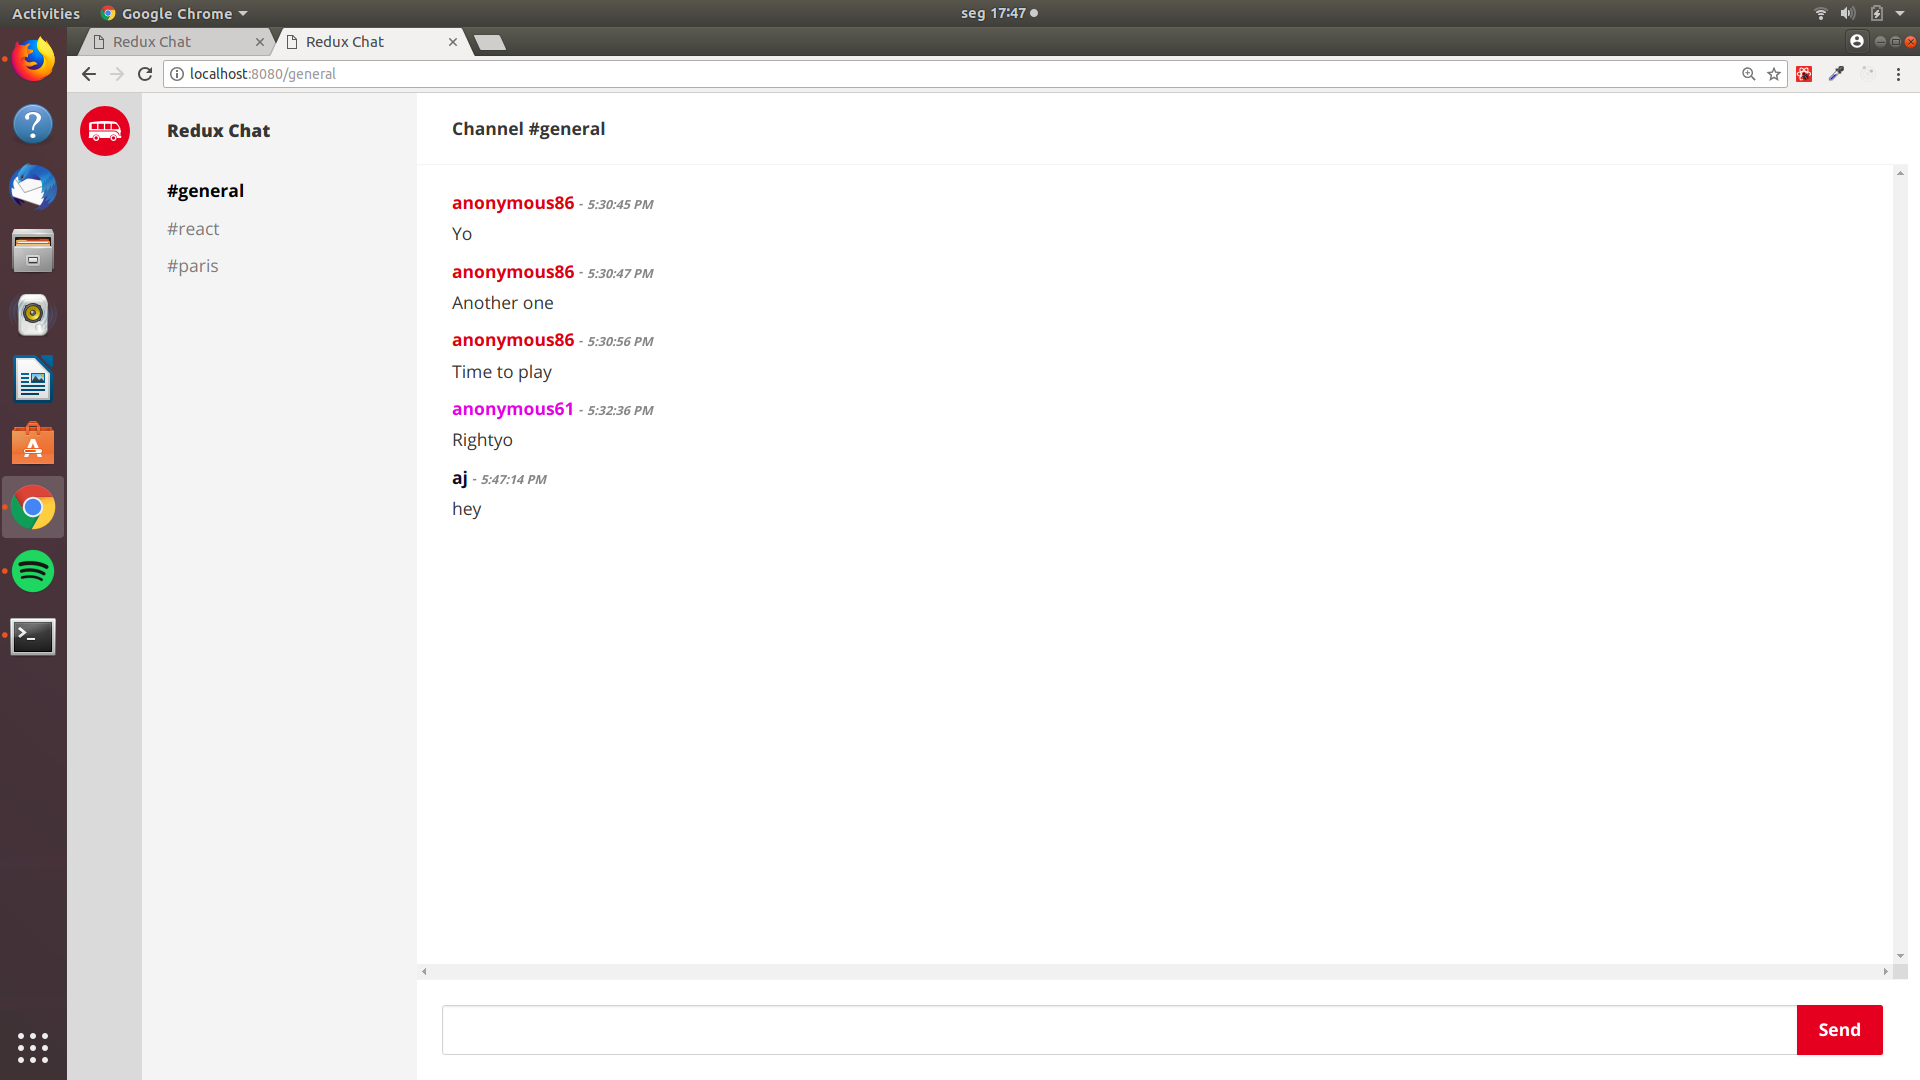 Activities Google Chrome seg 17:47
Redux Chat Redux Chat
localhost:8080/general
Redux Chat
#general
#react
#paris
Channel #general
anonymous86 - 5:30:45 PM
Yo
anonymous86 - 5:30:47 PM
Another one
anonymous86 - 5:30:56 PM
Time to play
anonymous61 - 5:32:36 PM
Rightyo
aj - 5:47:14 PM
hey
Send